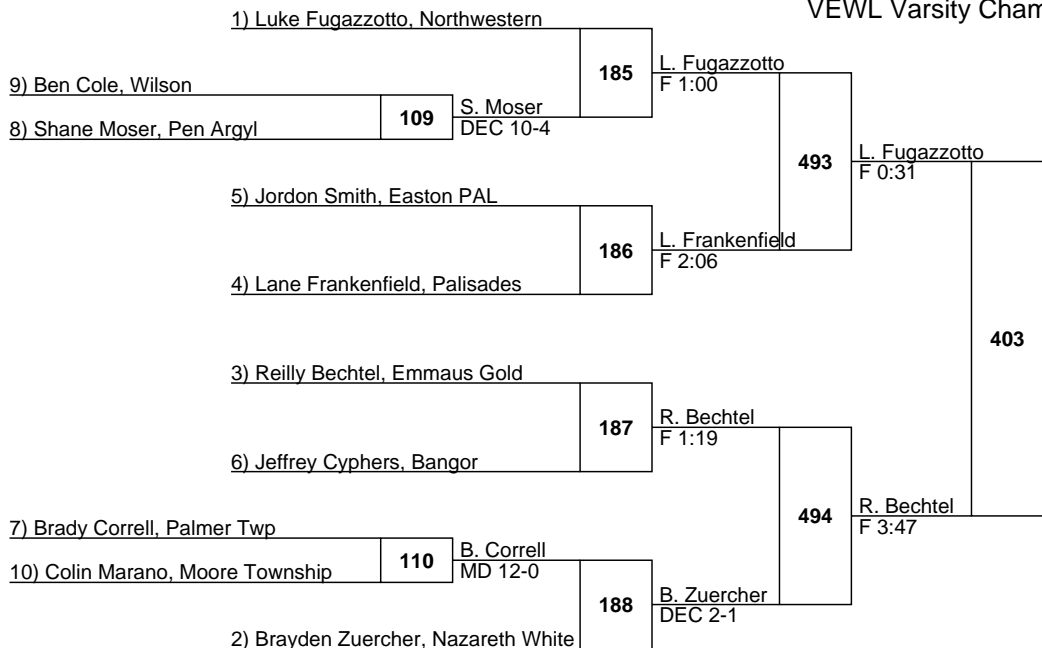 VEWL Varsity Cham
1) Luke Fugazzotto, Northwestern
185
L. Fugazzotto
F 1:00
9) Ben Cole, Wilson
109
S. Moser
DEC 10-4
8) Shane Moser, Pen Argyl
493
L. Fugazzotto
F 0:31
5) Jordon Smith, Easton PAL
186
L. Frankenfield
F 2:06
4) Lane Frankenfield, Palisades
403
3) Reilly Bechtel, Emmaus Gold
187
R. Bechtel
F 1:19
6) Jeffrey Cyphers, Bangor
494
R. Bechtel
F 3:47
7) Brady Correll, Palmer Twp
110
B. Correll
MD 12-0
10) Colin Marano, Moore Township
188
B. Zuercher
DEC 2-1
2) Brayden Zuercher, Nazareth White